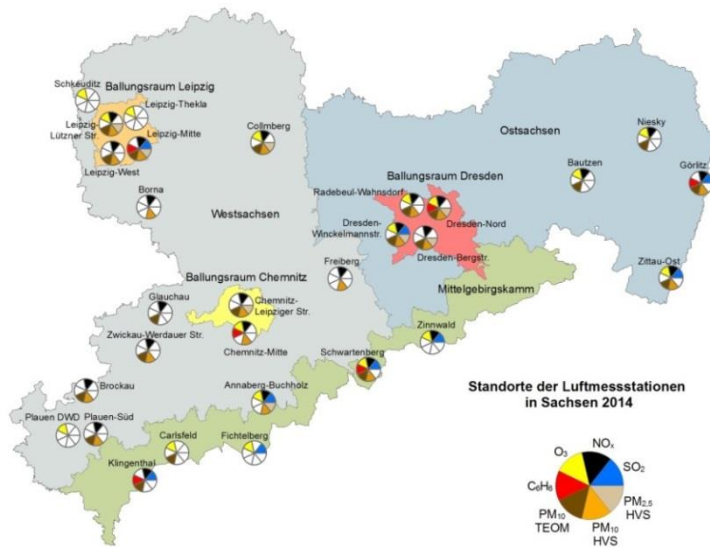 Schkeuditz
Ballungsraum Leipzig
Leipzig-Thekla
Leipzig-
Lützner Str.
Leipzig-Mitte
Leipzig-West
Collmberg
Borna
Westsachsen
Ostsachsen
Niesky
Bautzen
Görlitz
Ballungsraum Dresden
Radebeul-Wahnsdorf
Dresden-Nord
Dresden-
Winckelmannstr.
Dresden-Bergstr.
Zittau-Ost
Freiberg
Mittelgebirgskamm
Ballungsraum Chemnitz
Glauchau
Chemnitz-
Leipziger Str.
Zwickau-Werdauer Str.
Chemnitz-Mitte
Zinnwald
Schwartenberg
Brockau
Annaberg-Buchholz
Plauen DWD
Plauen-Süd
Carlsfeld
Fichtelberg
Klingenthal
Standorte der Luftmessstationen
in Sachsen 2014
O₃
NOₓ
SO₂
C₆H₆
PM₂,₅
HVS
PM₁₀
TEOM
PM₁₀
HVS